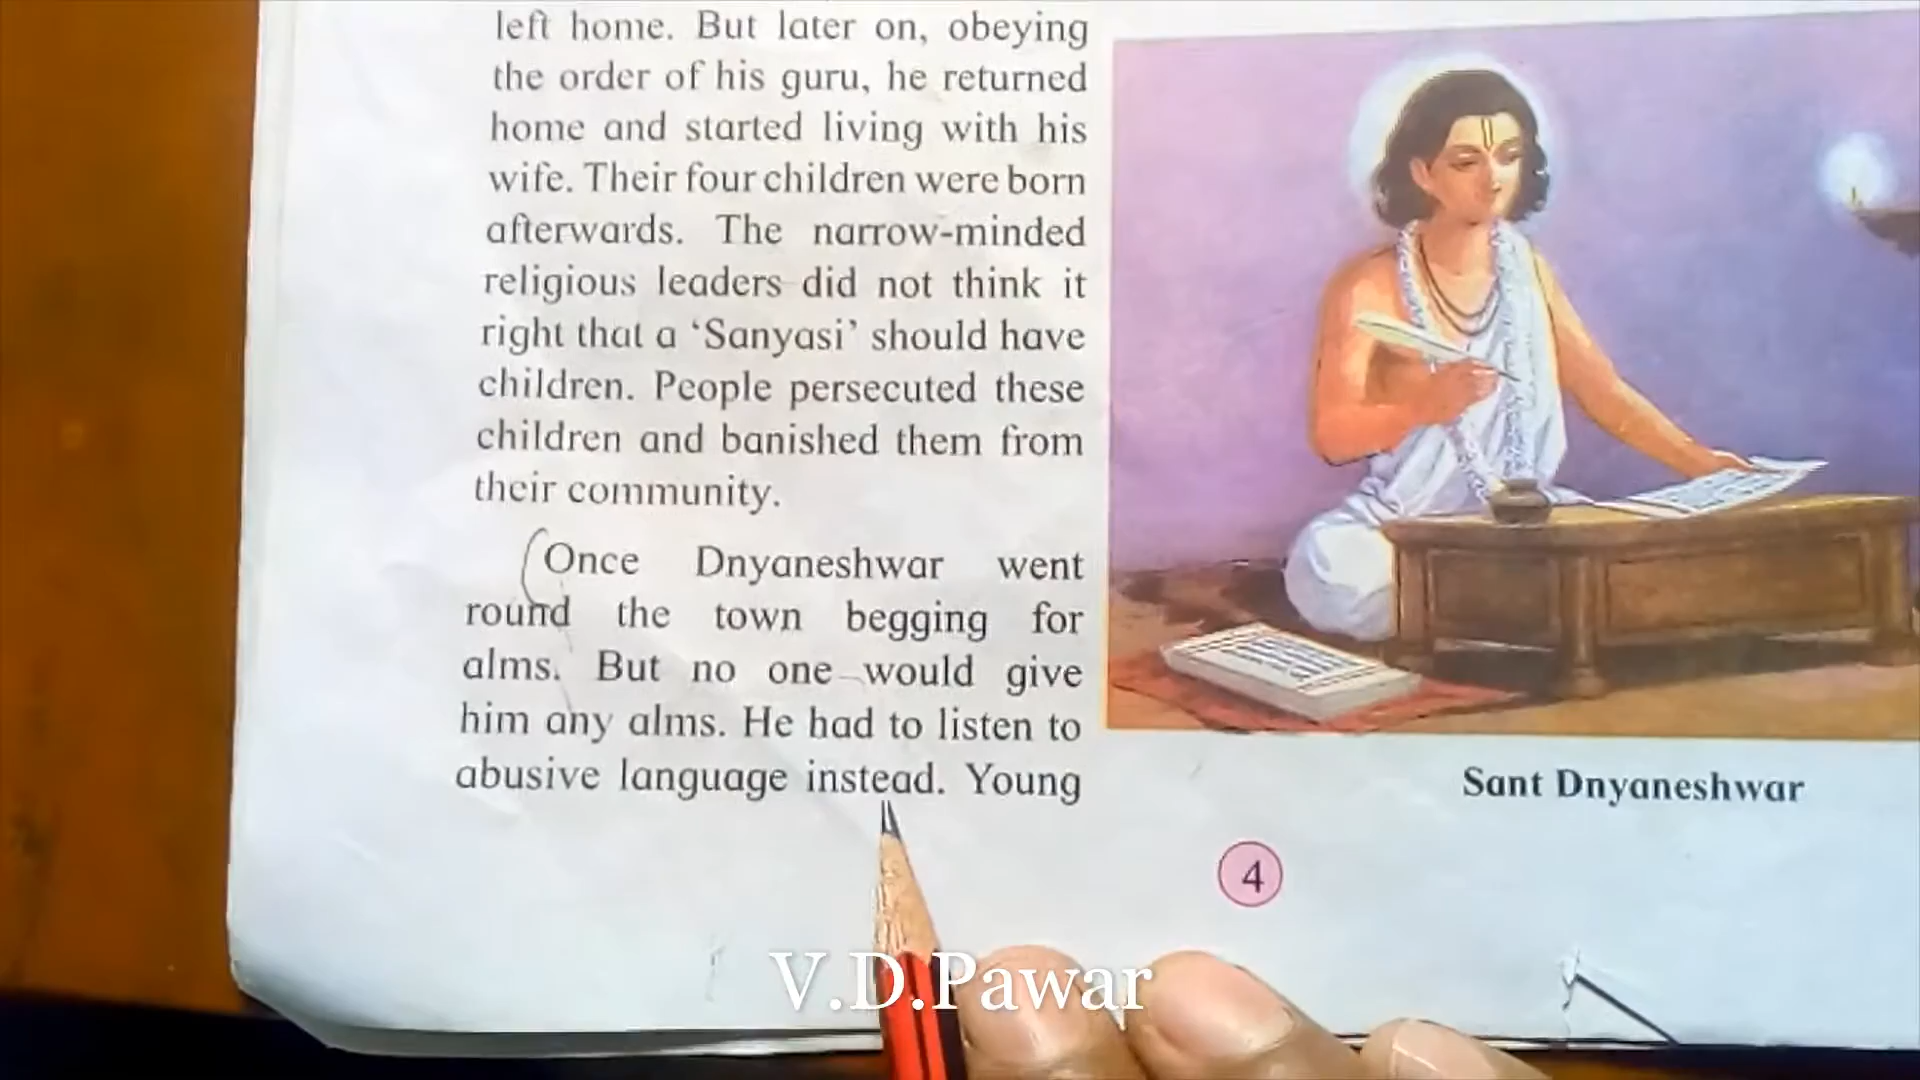 left home. But later on, obeying
the order of his guru, he returned
home and started living with his
wife. Their four children were born
afterwards. The narrow-minded
religious leaders did not think it
right that a ‘Sanyasi’ should have
children. People persecuted these
children and banished them from
their community.
Once Dnyaneshwar went
round the town begging for
alms. But no one would give
him any alms. He had to listen to
abusive language instead. Young
Sant Dnyaneshwar
4
V.D.Pawar